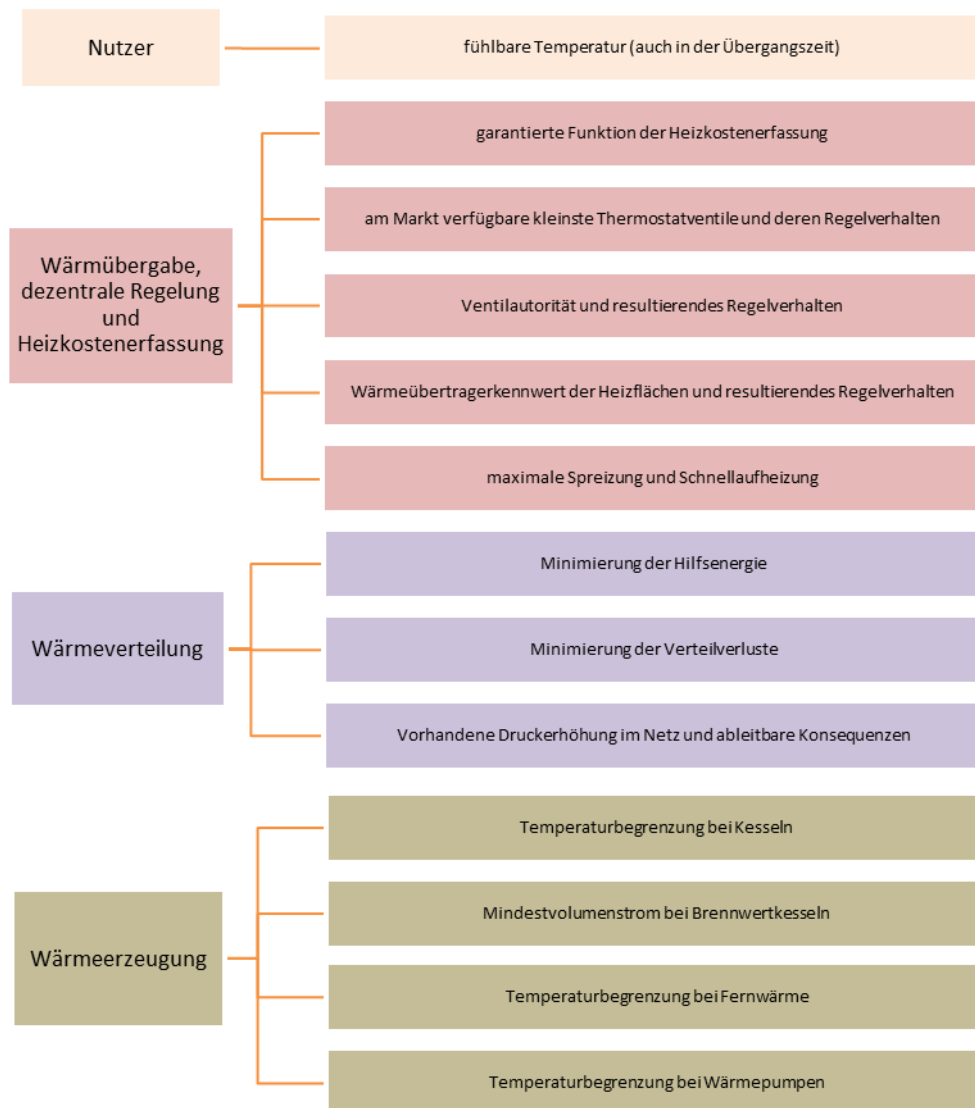 Nutzer
fühlbare Temperatur (auch in der Übergangszeit)
Wärmübergabe,
dezentrale Regelung
und
Heizkostenerfassung
garantierte Funktion der Heizkostenerfassung
am Markt verfügbare kleinste Thermostatventile und deren Regelverhalten
Ventilautorität und resultierendes Regelverhalten
Wärmeübertragerkennwert der Heizflächen und resultierendes Regelverhalten
maximale Spreizung und Schnellaufheizung
Wärmeverteilung
Minimierung der Hilfsenergie
Minimierung der Verteilverluste
Vorhandene Druckerhöhung im Netz und ableitbare Konsequenzen
Wärmeerzeugung
Temperaturbegrenzung bei Kesseln
Mindestvolumenstrom bei Brennwertkesseln
Temperaturbegrenzung bei Fernwärme
Temperaturbegrenzung bei Wärmepumpen